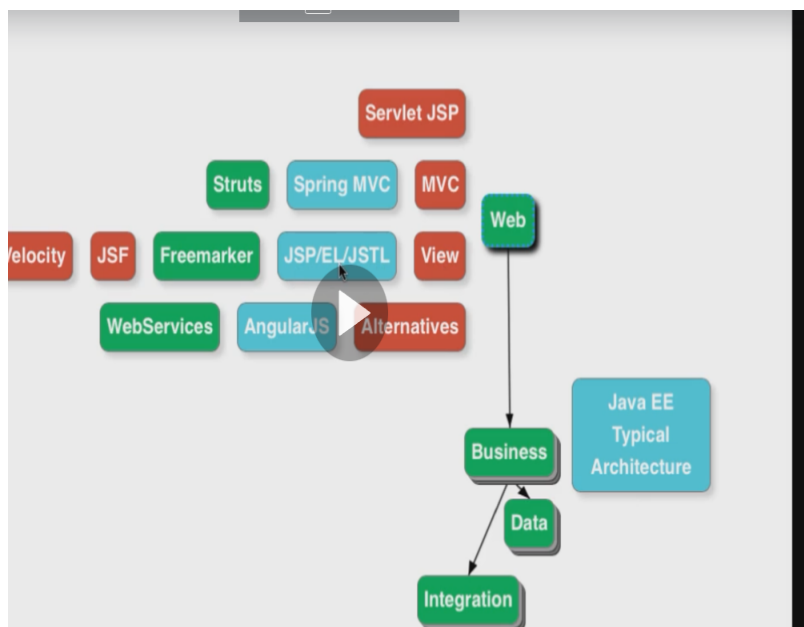 Servlet JSP
Struts Spring MVC MVC
Web
elocity JSF Freemarker JSP/EL/JSTL View
WebServices AngularJS Alternatives
Java EE
Typical
Architecture
Business
Data
Integration